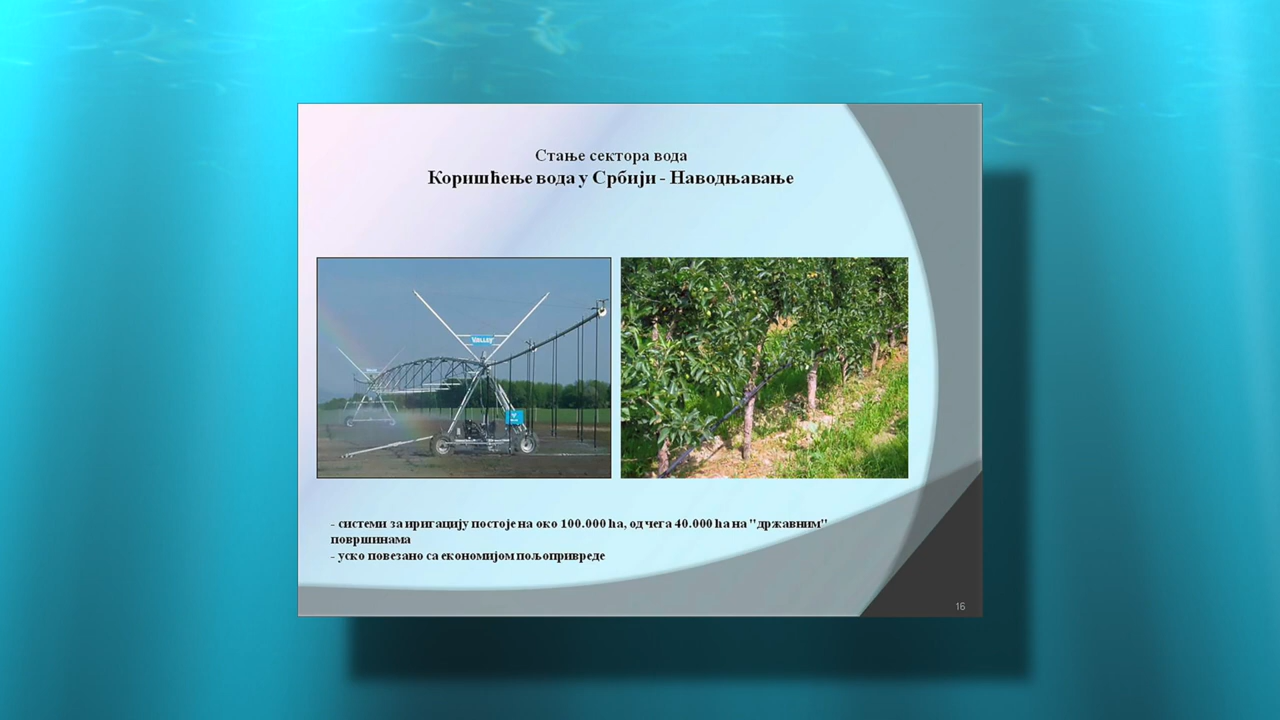 Стање сектора вода
Коришћење вода у Србији - Наводњавање
VALLEY
- системи за иригацију постоје на око 100.000 ha, од чега 40.000 ha на "државним"
површинама
- уско повезано са економијом пољопривреде
16